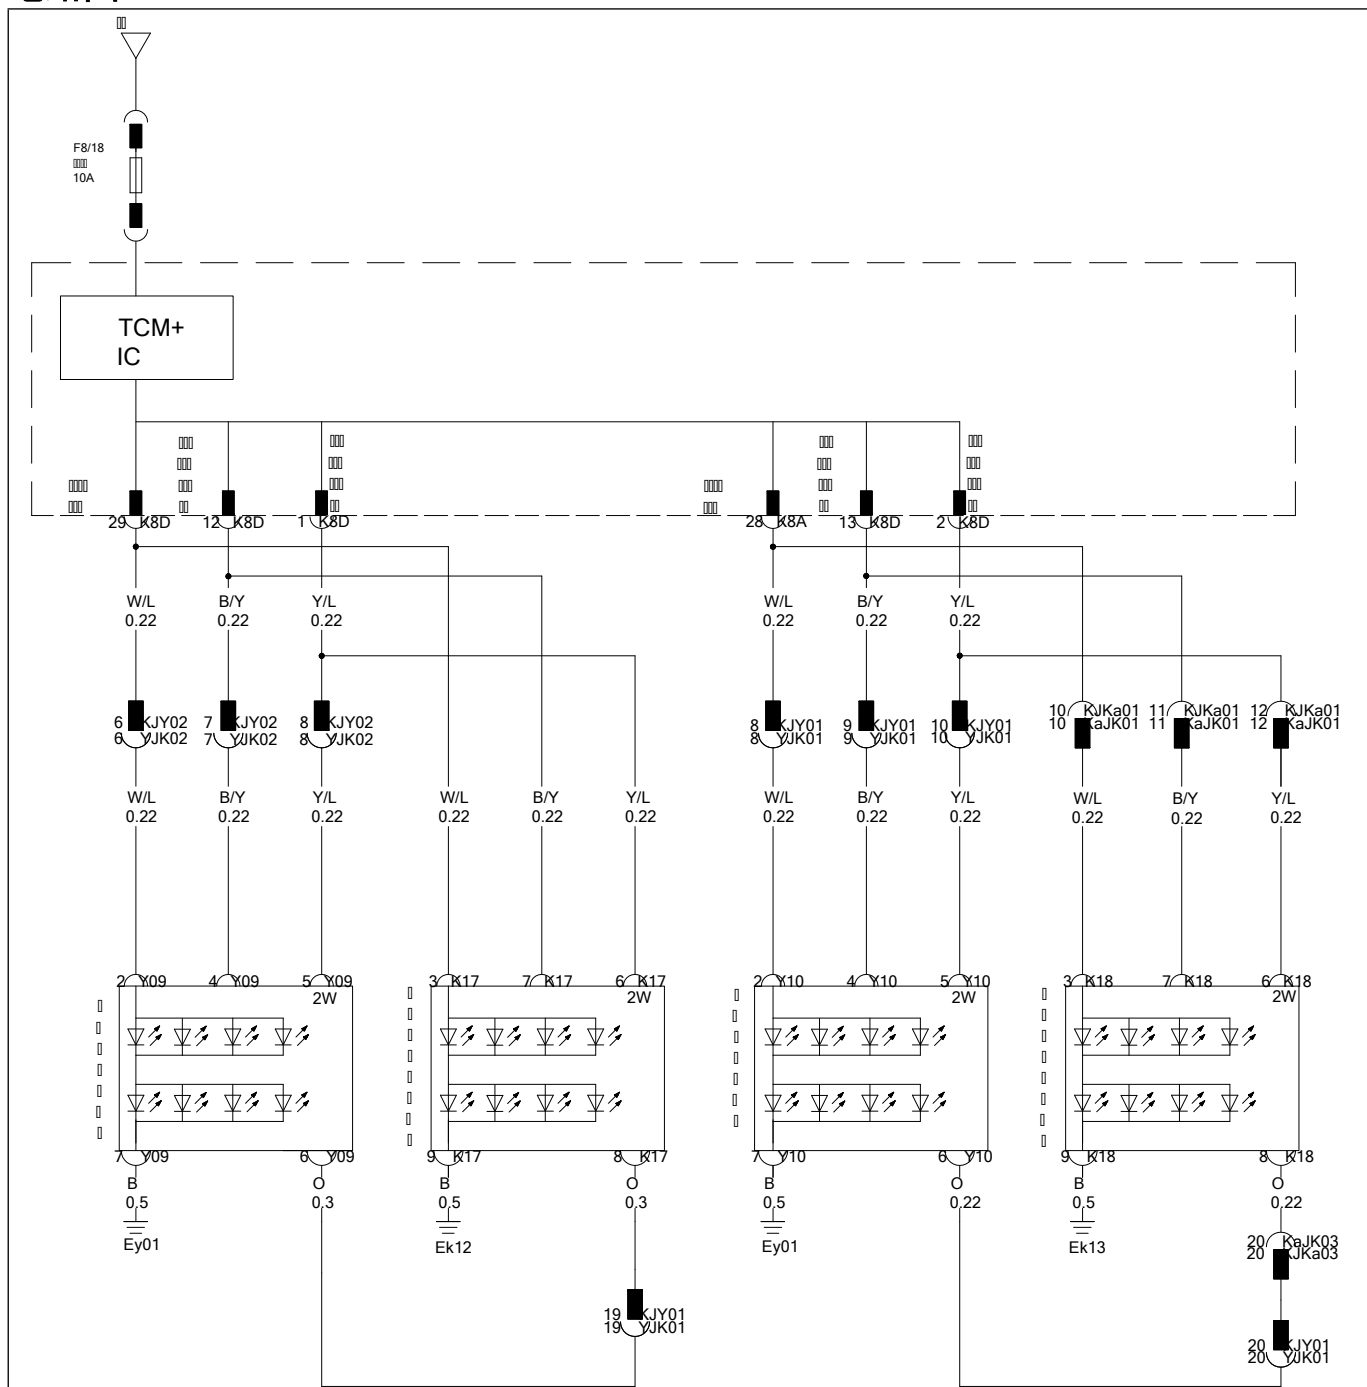 F8/18
10A
TCM+
IC
29 K8D 12 K8D 1 K8D 28 K8A 13 K8D 2 K8D
W/L B/Y Y/L W/L B/Y Y/L
0.22 0.22 0.22 0.22 0.22 0.22
10 KJKa01 11 KJKa01 12 KJKa01
10 KaJK01 11 KaJK01 12 KaJK01
6 KJY02 7 KJY02 8 KJY02 8 KJY01 9 KJY01 10 KJY01
6 YJK02 7 YJK02 8 YJK02 8 YJK01 9 YJK01 10 YJK01
W/L B/Y Y/L W/L B/Y Y/L W/L B/Y Y/L W/L B/Y Y/L
0.22 0.22 0.22 0.22 0.22 0.22 0.22 0.22 0.22 0.22 0.22 0.22
2 Y09 4 Y09 5 Y09 3 K17 7 K17 6 K17 2 Y10 4 Y10 5 Y10 3 K18 7 K18 6 K18
2W 2W 2W 2W
7 Y09 6 Y09 9 K17 8 K17 7 Y10 6 Y10 9 K18 8 K18
B O B O B O B O
0.5 0.3 0.5 0.3 0.5 0.22 0.5 0.22
Ey01 Ek12 Ey01 Ek13
20 KaJK03
20 KJKa03
19 KJY01
19 YJK01
20 KJY01
20 YJK01